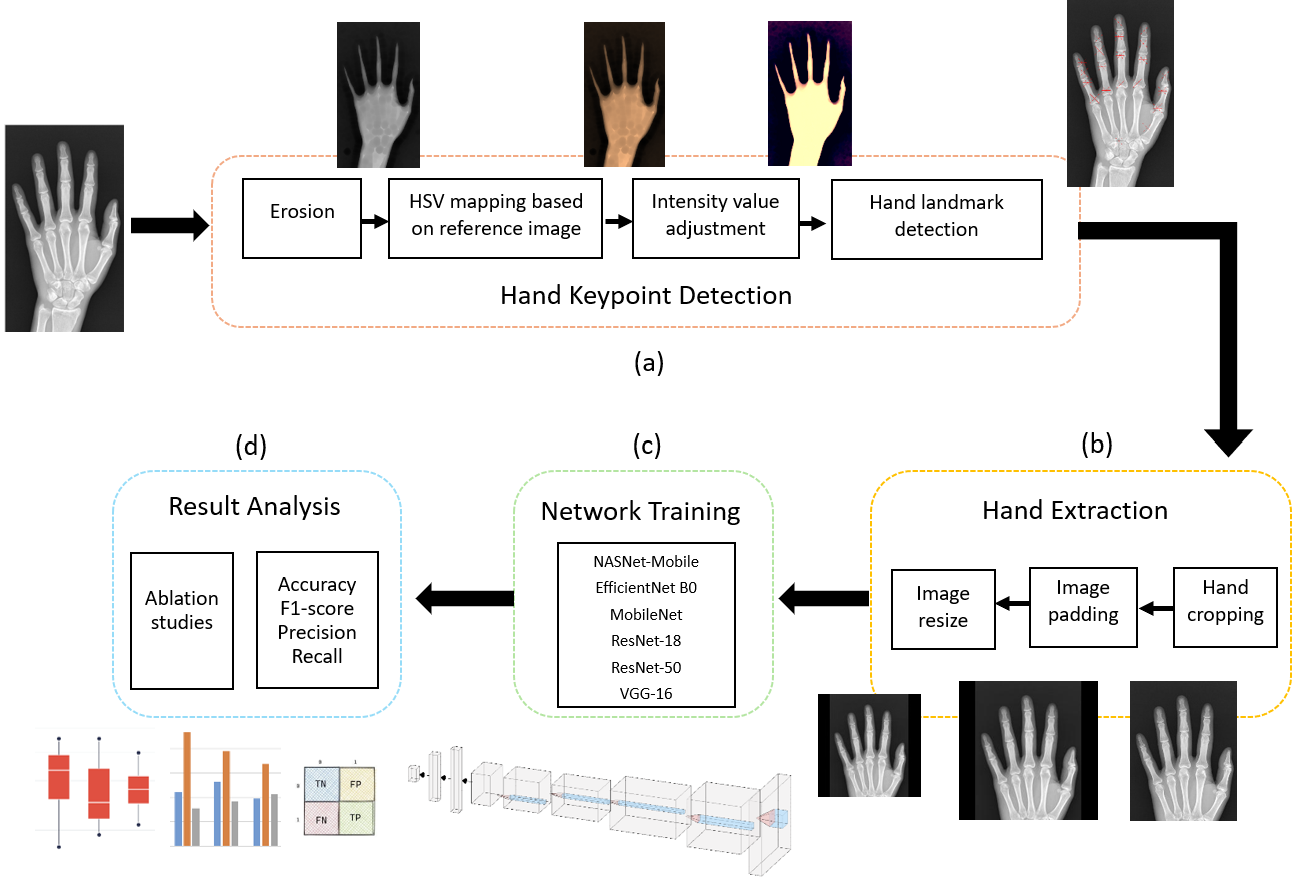 Erosion
HSV mapping based
on reference image
Intensity value
adjustment
Hand landmark
detection
Hand Keypoint Detection
(a)
(b)
Hand Extraction
Hand
cropping
Image
padding
Image
resize
(c)
Network Training
NASNet-Mobile
EfficientNet B0
MobileNet
ResNet-18
ResNet-50
VGG-16
(d)
Result Analysis
Ablation
studies
Accuracy
F1-score
Precision
Recall
0 1
0 TN FP
1 FN TP